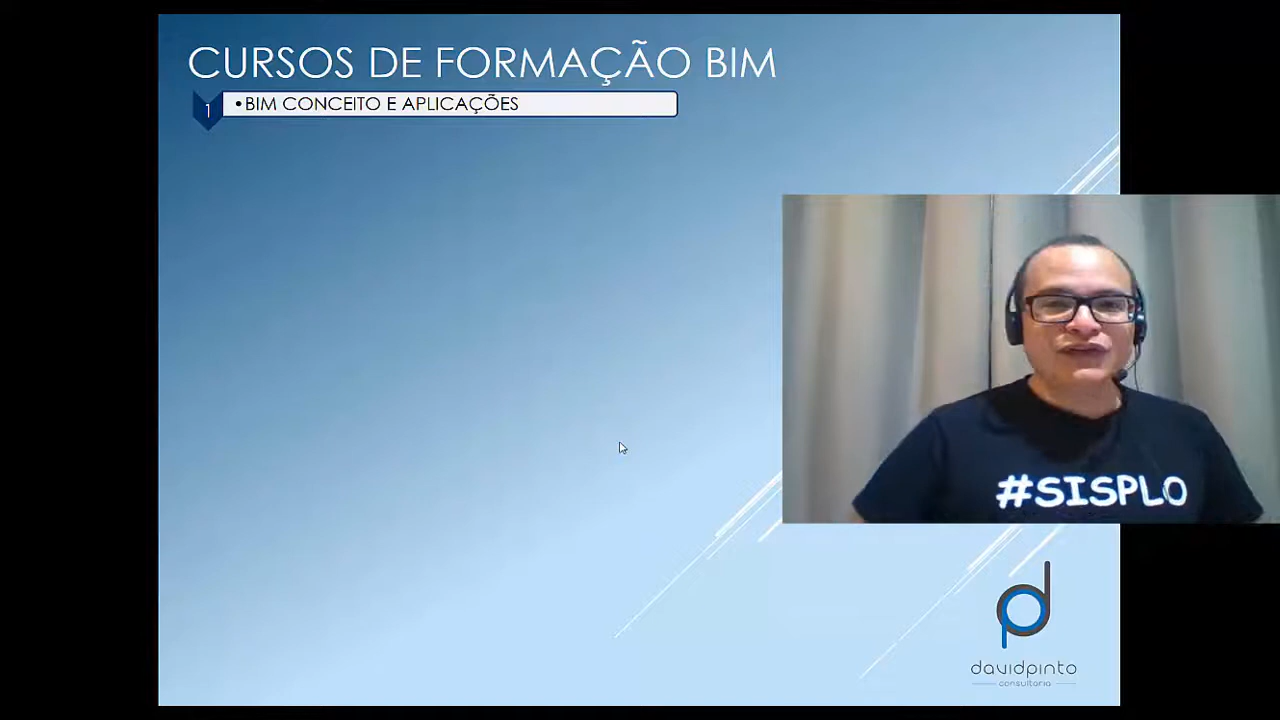 CURSOS DE FORMAÇÃO BIM
1
•BIM CONCEITO E APLICAÇÕES
#SISPLO
davidpinto
consultoria